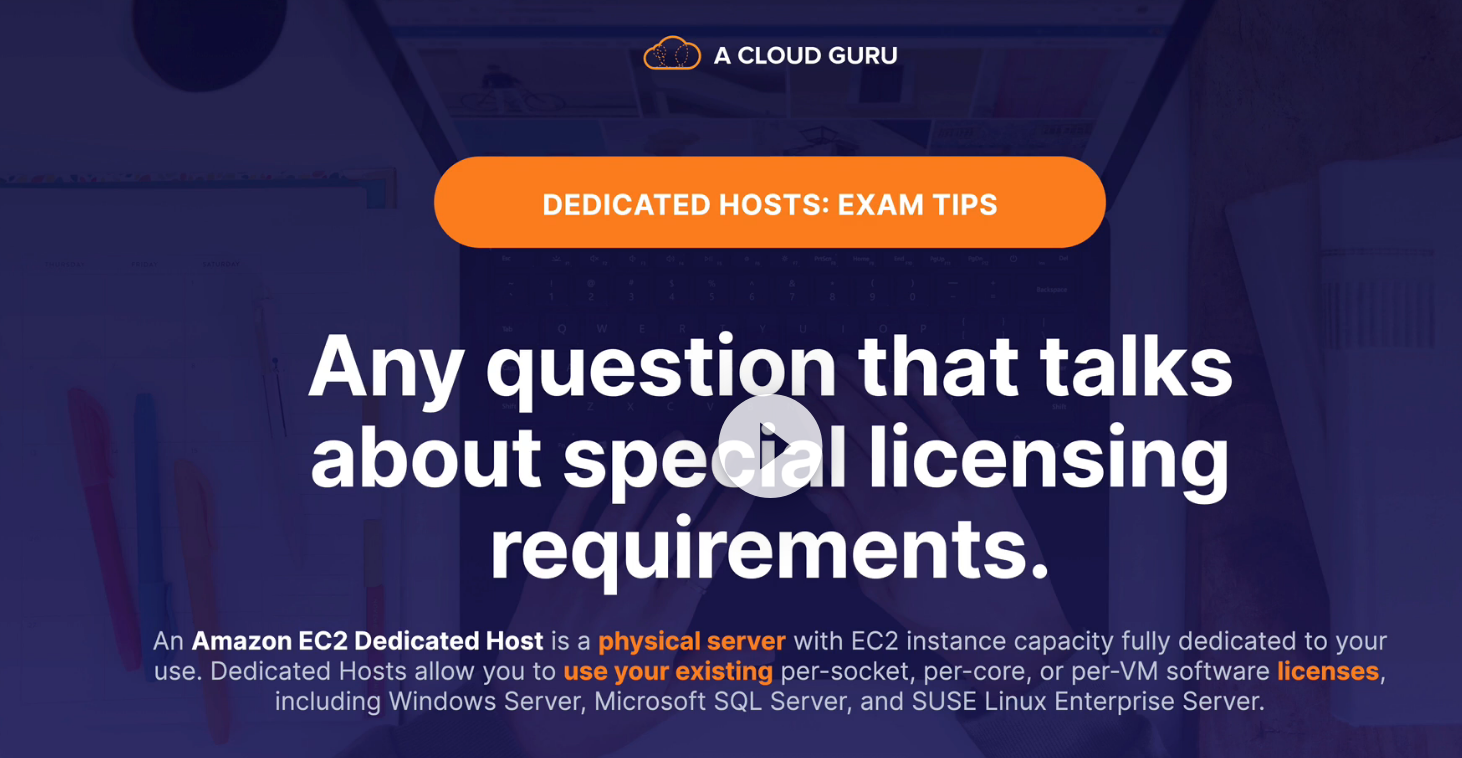 A CLOUD GURU
DEDICATED HOSTS: EXAM TIPS
Any question that talks
about special licensing
requirements.
An Amazon EC2 Dedicated Host is a physical server with EC2 instance capacity fully dedicated to your
use. Dedicated Hosts allow you to use your existing per-socket, per-core, or per-VM software licenses,
including Windows Server, Microsoft SQL Server, and SUSE Linux Enterprise Server.